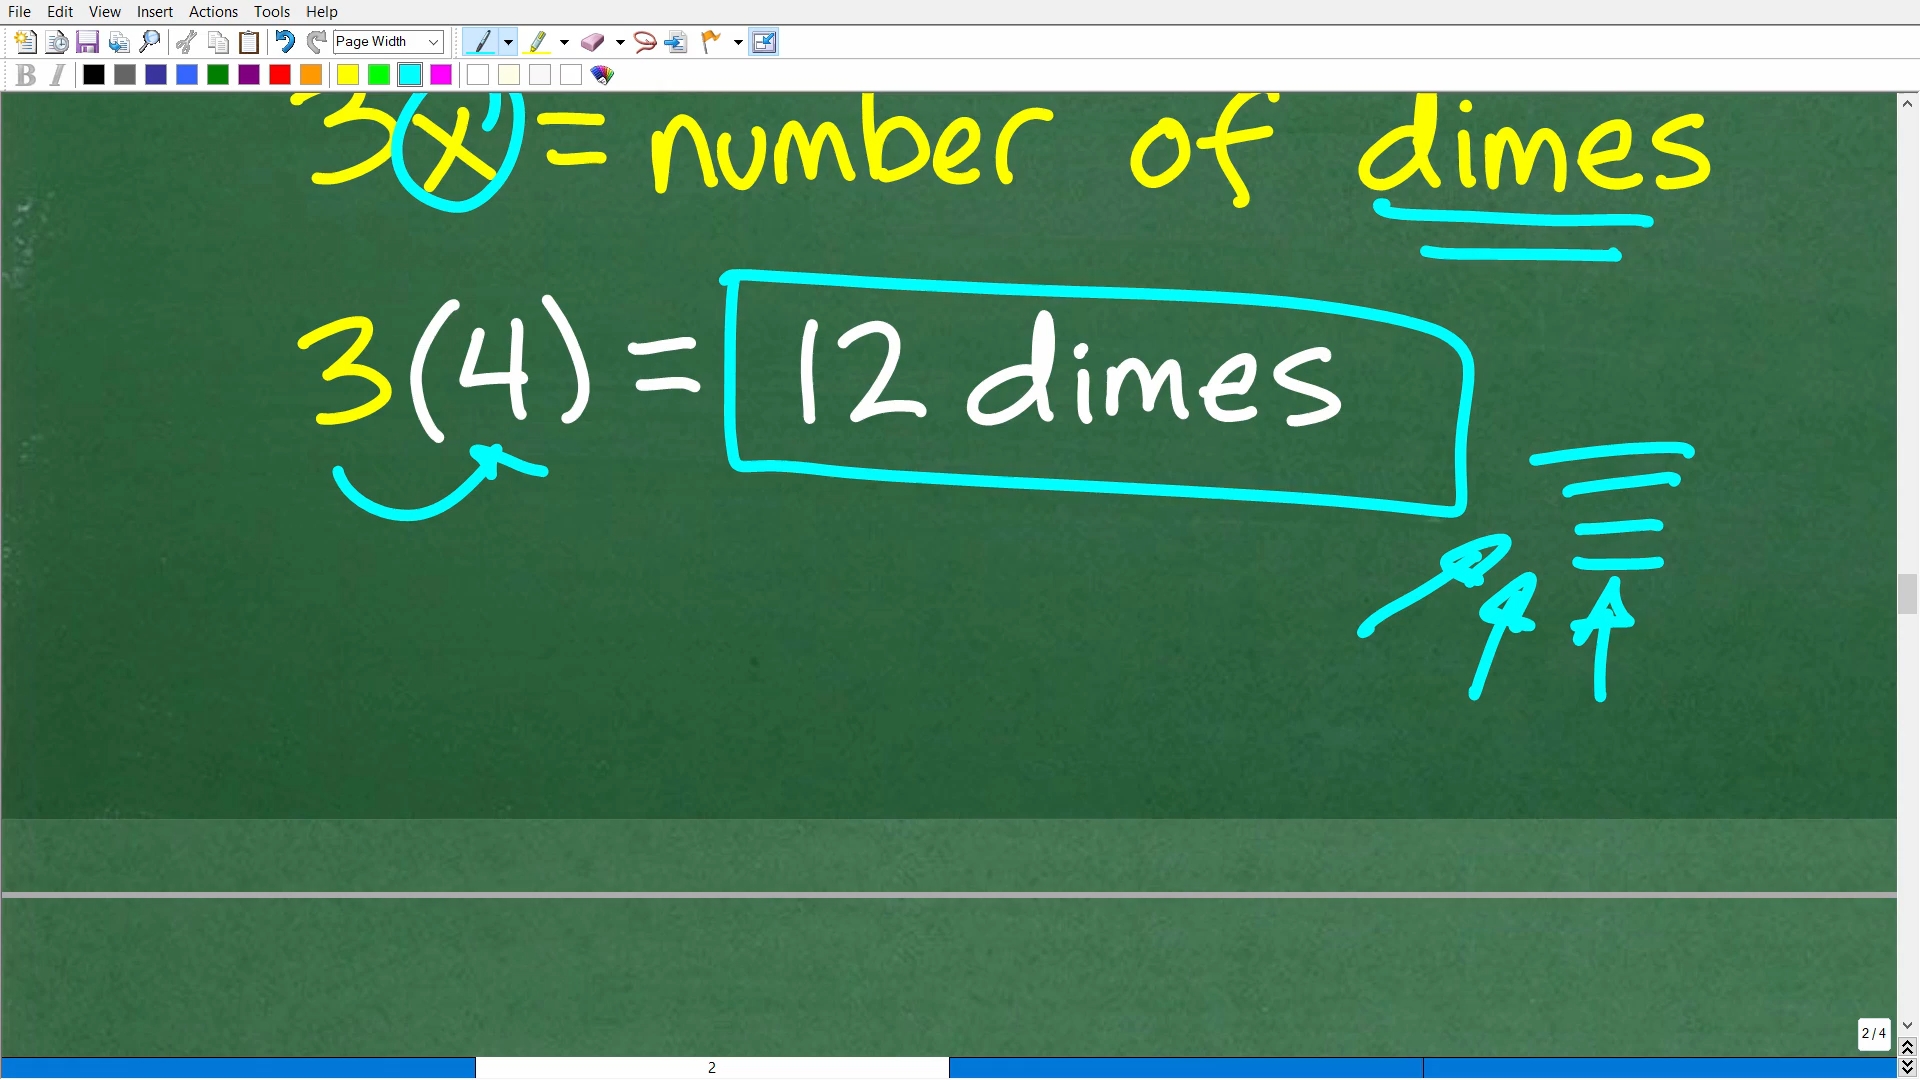 File Edit View Insert Actions Tools Help
Page Width
B I
3x = number of dimes
3(4) = 12 dimes
2 / 4
2